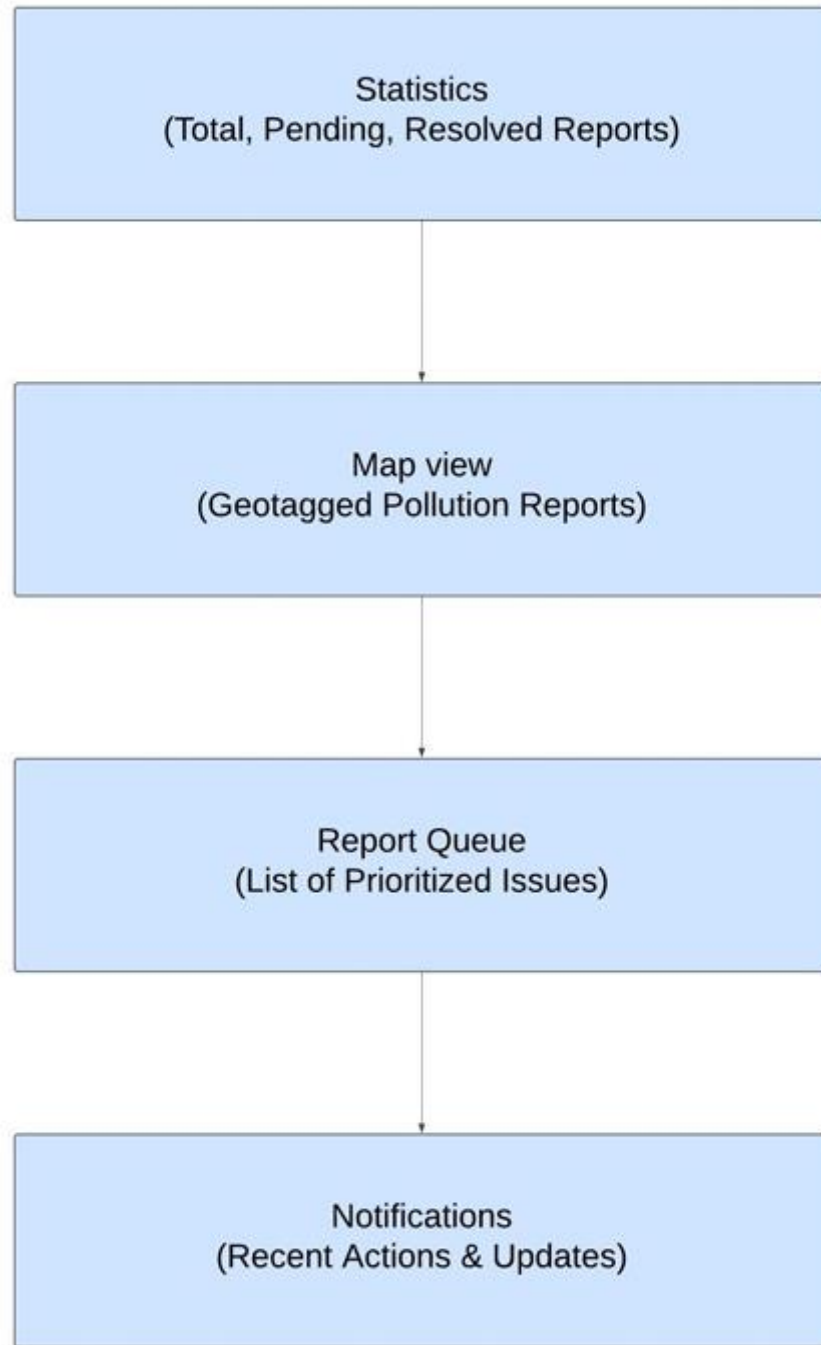 Statistics
(Total, Pending, Resolved Reports)
Map view
(Geotagged Pollution Reports)
Report Queue
(List of Prioritized Issues)
Notifications
(Recent Actions & Updates)